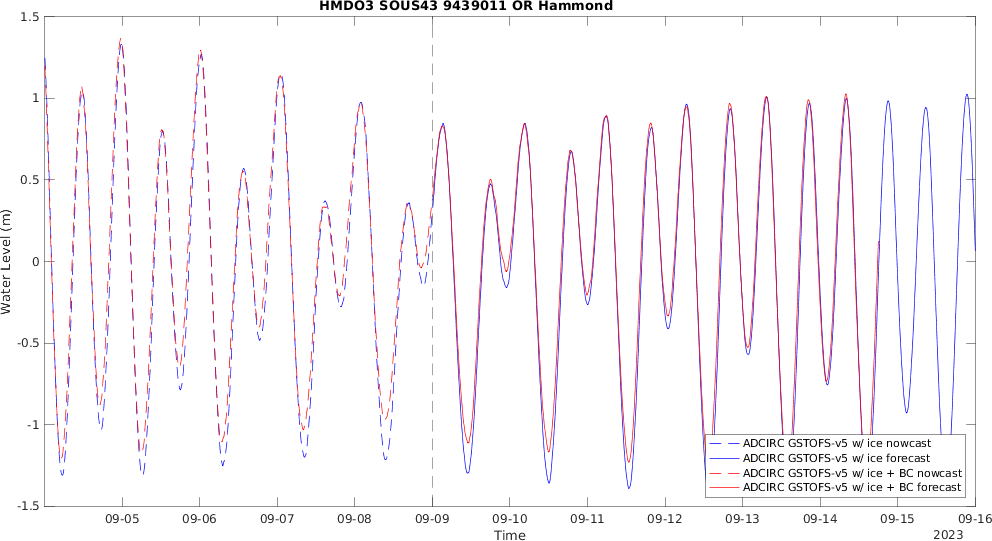 HMDO3 SOUS43 9439011 OR Hammond
1.5
1
0.5
0
-0.5
-1
-1.5
Water Level (m)
09-05
09-06
09-07
09-08
09-09
09-10
09-11
09-12
09-13
09-14
09-15
09-16
Time
2023
ADCIRC GSTOFS-v5 w/ ice nowcast
ADCIRC GSTOFS-v5 w/ ice forecast
ADCIRC GSTOFS-v5 w/ ice + BC nowcast
ADCIRC GSTOFS-v5 w/ ice + BC forecast